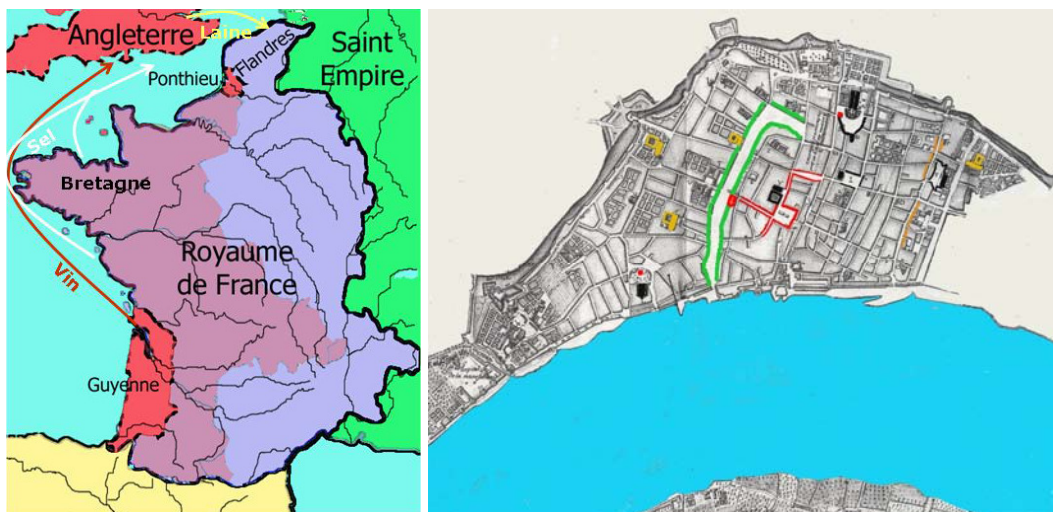 Angleterre
Laine
Flandres
Saint
Empire
Ponthieu
Sel
Bretagne
Royaume
de France
Vin
Guyenne